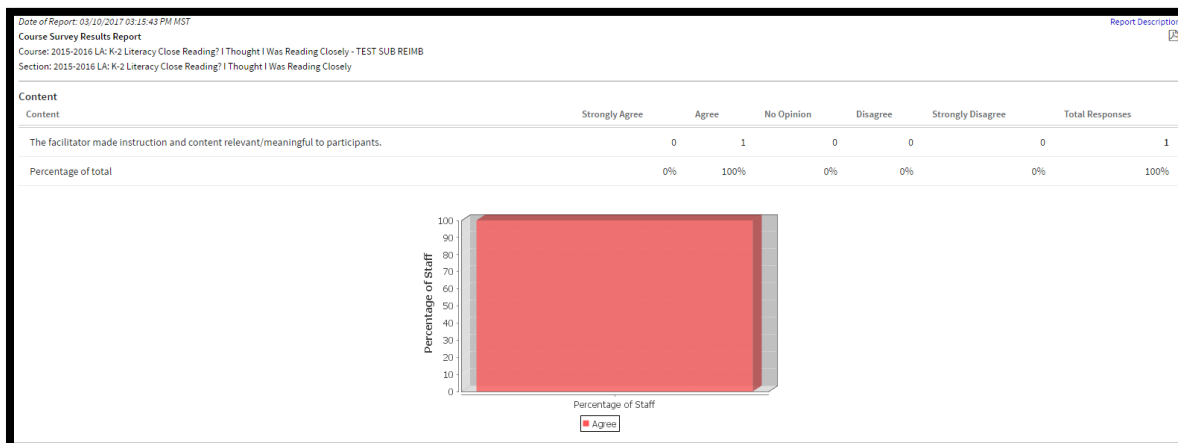 Date of Report: 03/10/2017 03:15:43 PM MST
Report Description
Course Survey Results Report
Course: 2015-2016 LA: K-2 Literacy Close Reading? I Thought I Was Reading Closely - TEST SUB REIMB
Section: 2015-2016 LA: K-2 Literacy Close Reading? I Thought I Was Reading Closely
Content
Content Strongly Agree Agree No Opinion Disagree Strongly Disagree Total Responses
The facilitator made instruction and content relevant/meaningful to participants. 0 1 0 0 0 1
Percentage of total 0% 100% 0% 0% 0% 100%
Percentage of Staff
100
90
80
70
60
50
40
30
20
10
0
Percentage of Staff
Agree